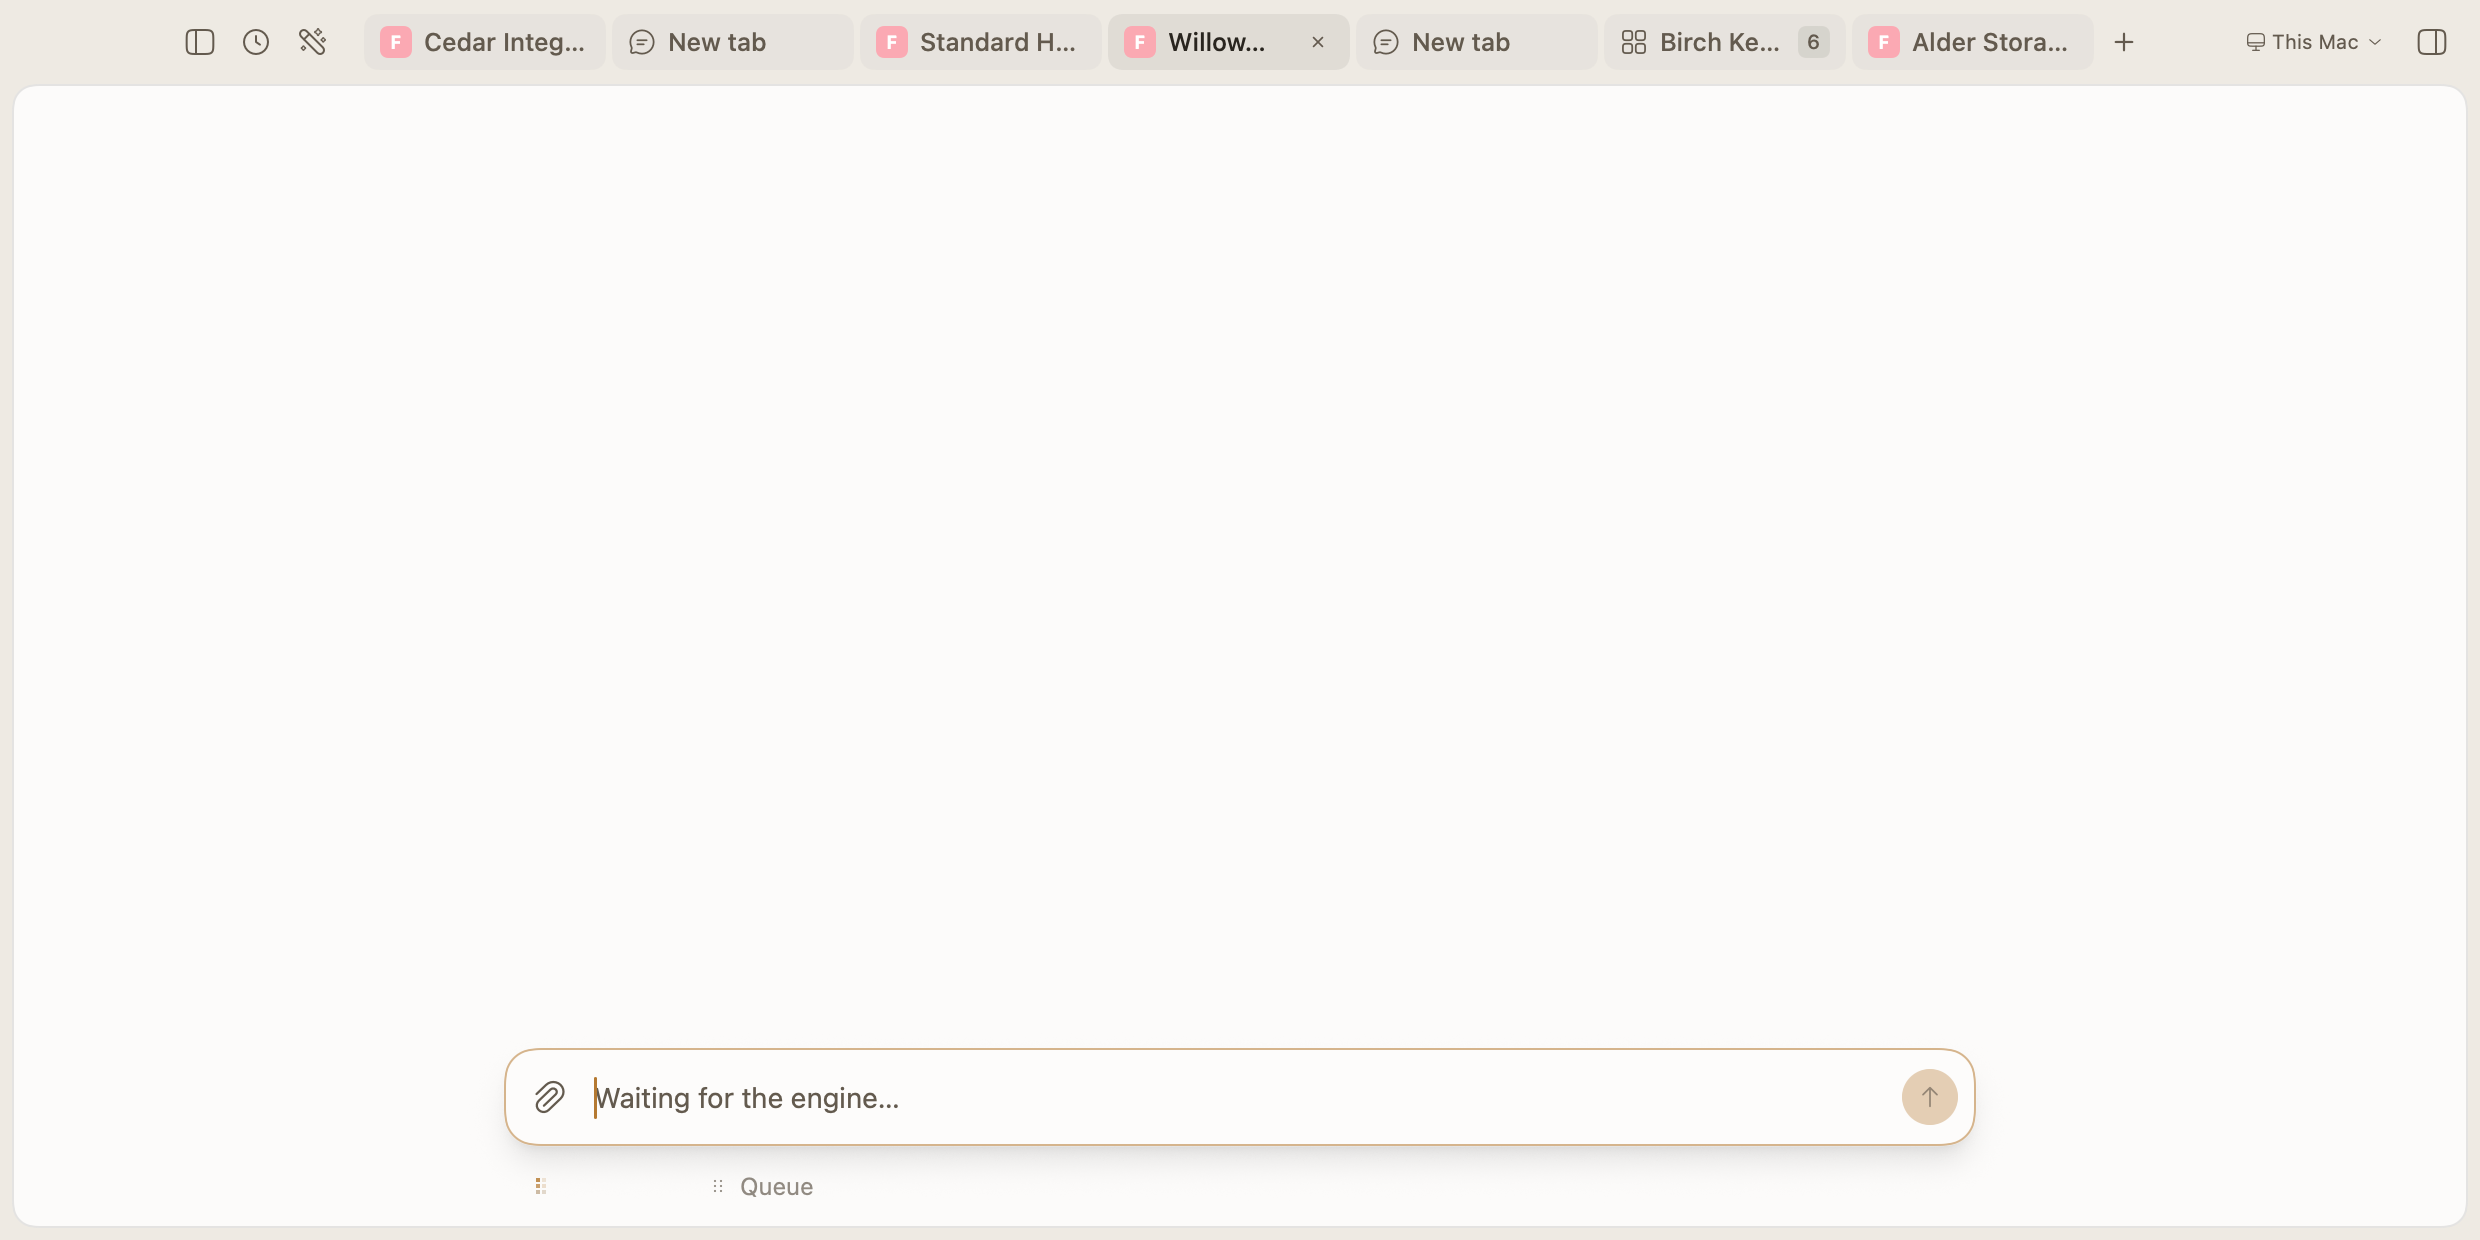 F Cedar Integ... New tab F Standard H... F Willow... × New tab Birch Ke... 6 F Alder Stora... + This Mac
Waiting for the engine...
Queue